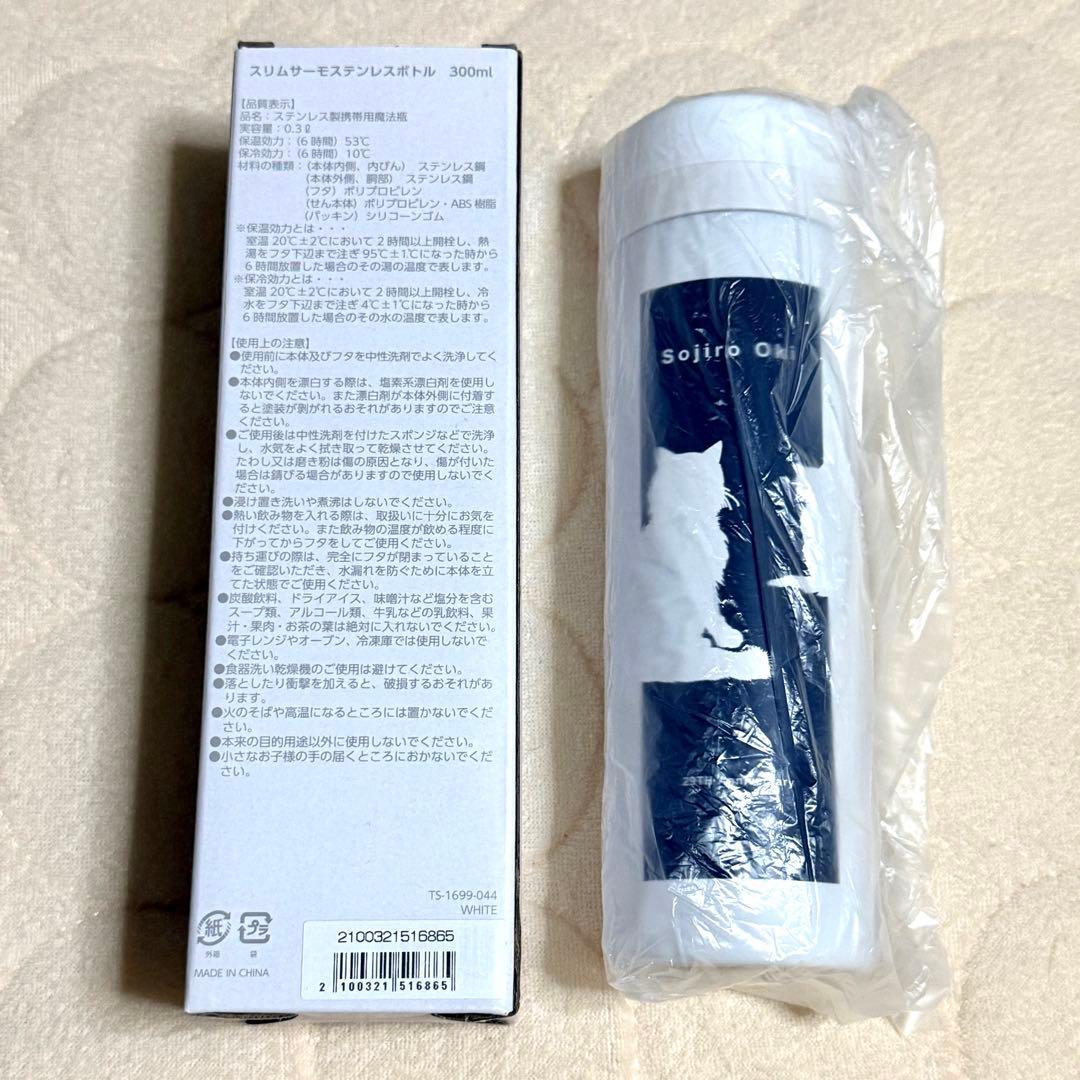 スリムサーモステンレスボトル 300ml
【品質表示】
品名:ステンレス製携帯用魔法瓶
実容量:0.3ℓ
保温効力:(6時間)53℃
保冷効力:(6時間)10℃
材料の種類:(本体内側、内びん)ステンレス鋼
(本体外側、胴部)ステンレス鋼
(フタ)ポリプロピレン
(せん本体)ポリプロピレン・ABS樹脂
(パッキン)シリコーンゴム
※保温効力とは・・・
室温20℃±2℃において2時間以上開栓し、熱
湯をフタ下辺まで注ぎ95℃±1℃になった時から
6時間放置した場合のその湯の温度で表します。
※保冷効力とは・・・
室温20℃±2℃において2時間以上開栓し、冷
水をフタ下辺まで注ぎ4℃±1℃になった時から
6時間放置した場合のその水の温度で表します。
【使用上の注意】
●使用前に本体及びフタを中性洗剤でよく洗浄してく
ださい。
●本体内側を漂白する際は、塩素系漂白剤を使用し
ないでください。また漂白剤が本体外側に付着す
ると塗装が剝がれるおそれがありますのでご注意
ください。
●ご使用後は中性洗剤を付けたスポンジなどで洗浄
し、水気をよく拭き取って乾燥させてください。
たわし又は磨き粉は傷の原因となり、傷が付いた
場合は錆びる場合がありますので使用しないでく
ださい。
●浸け置き洗いや煮沸はしないでください。
●熱い飲み物を入れる際は、取扱いに十分にお気を
付けください。また飲み物の温度が飲める程度に
下がってからフタをしてご使用ください。
●持ち運びの際は、完全にフタが閉まっていること
をご確認いただき、水漏れを防ぐために本体を立
てた状態でご使用ください。
●炭酸飲料、ドライアイス、味噌汁など塩分を含む
スープ類、アルコール類、牛乳などの乳飲料、果
汁・果肉・お茶の葉は絶対に入れないでください。
●電子レンジやオーブン、冷凍庫では使用しないで
ください。
●食器洗い乾燥機のご使用は避けてください。
●落としたり衝撃を加えると、破損するおそれがあ
ります。
●火のそばや高温になるところには置かないでくだ
さい。
●本来の目的用途以外に使用しないでください。
●小さなお子様の手の届くところにおかないでくだ
さい。
TS-1699-044
WHITE
紙
外箱
プラ
袋
MADE IN CHINA
2100321516865
2 100321 516865
Sojiro Oki
29TH Anniversary